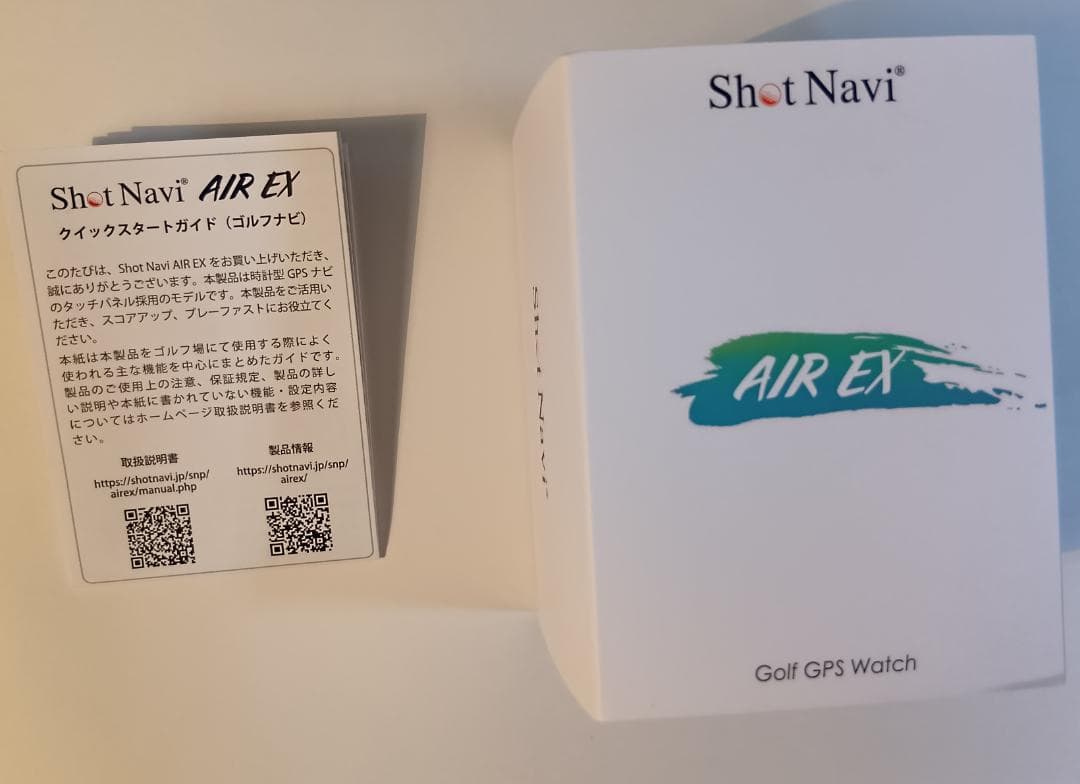 Shot Navi® AIR EX
クイックスタートガイド（ゴルフナビ）
このたびは、Shot Navi AIR EX をお買い上げいただき、
誠にありがとうございます。本製品は時計型 GPS ナビ
のタッチパネル採用のモデルです。本製品をご活用い
ただき、スコアアップ、プレーファストにお役立てく
ださい。
本紙は本製品をゴルフ場にて使用する際によく
使われる主な機能を中心にまとめたガイドです。
製品のご使用上の注意、保証規定、製品の詳し
い説明や本紙に書かれていない機能・設定内容
についてはホームページ取扱説明書を参照くだ
さい。
取扱説明書
https://shotnavi.jp/snp/
airex/manual.php
製品情報
https://shotnavi.jp/snp/
airex/
Shot Navi®
AIR EX
Golf GPS Watch